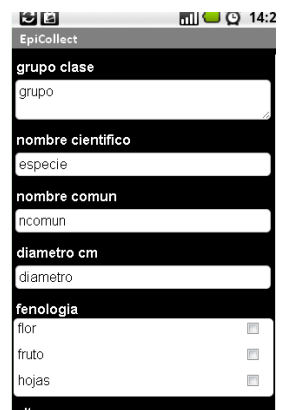 14:2
EpiCollect
grupo clase
grupo
nombre cientifico
especie
nombre comun
ncomun
diametro cm
diametro
fenologia
flor
fruto
hojas